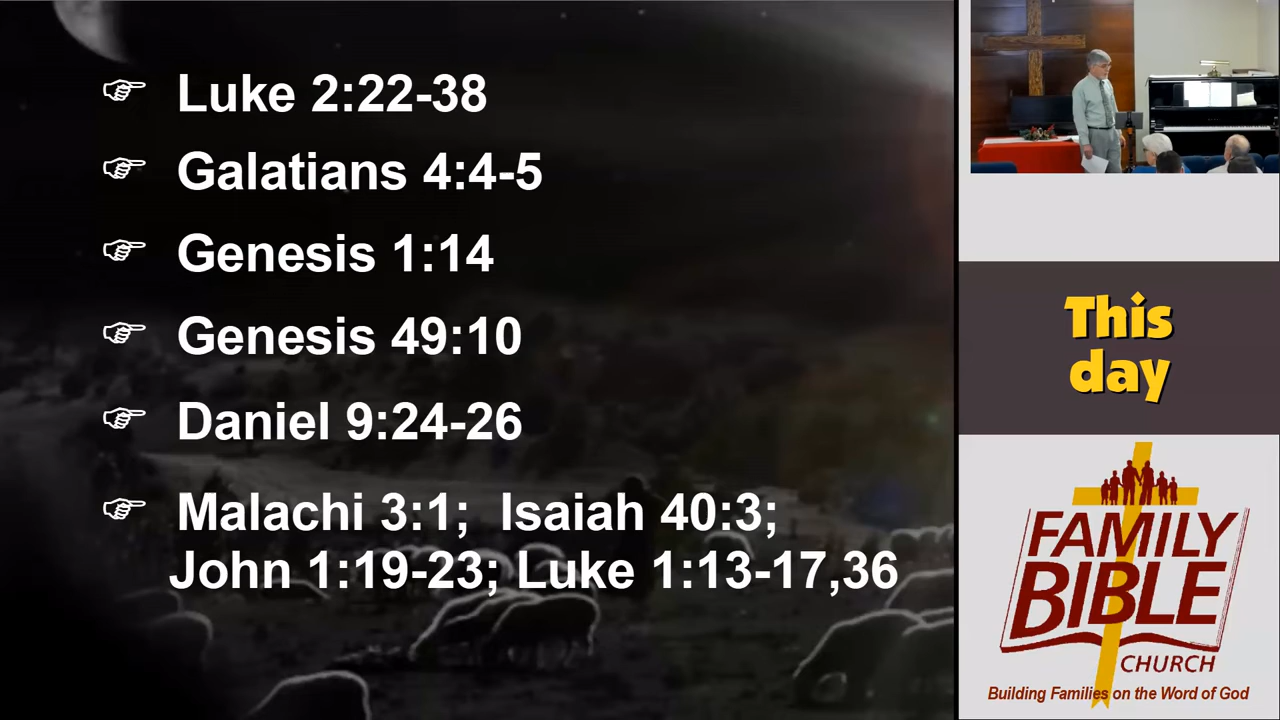 ☞ Luke 2:22-38
☞ Galatians 4:4-5
☞ Genesis 1:14
☞ Genesis 49:10
☞ Daniel 9:24-26
☞ Malachi 3:1; Isaiah 40:3;
John 1:19-23; Luke 1:13-17,36
This
day
FAMILY
BIBLE
CHURCH
Building Families on the Word of God